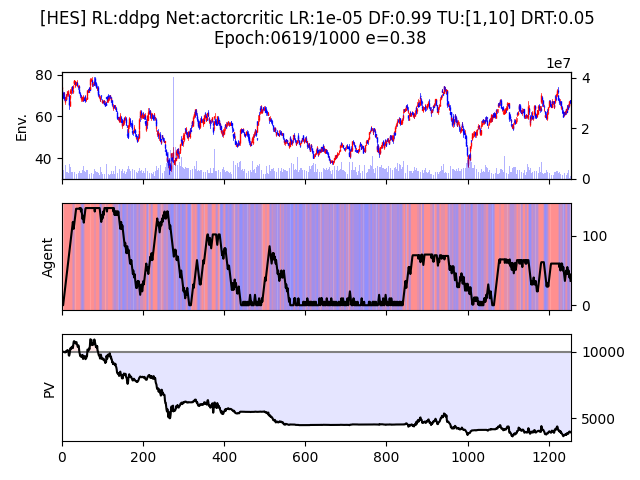 [HES] RL:ddpg Net:actorcritic LR:1e-05 DF:0.99 TU:[1,10] DRT:0.05
Epoch:0619/1000 e=0.38
1e7
80
60
40
Env.
4
2
0
Agent
100
0
PV
10000
5000
0 200 400 600 800 1000 1200